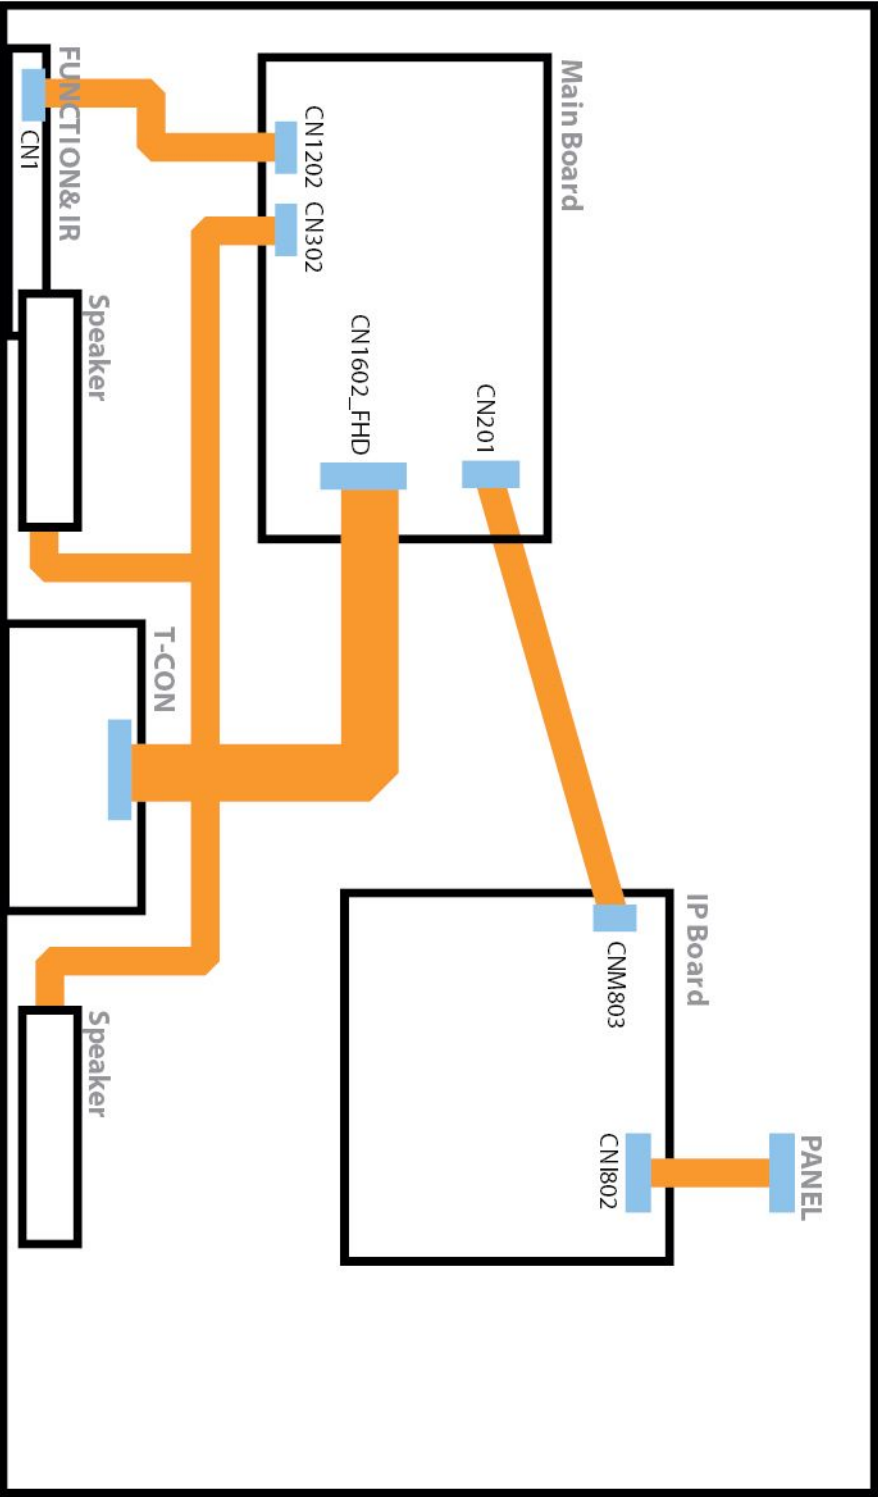 PANEL
IP Board
CNI802
CNM803
Main Board
CN201
CN1602_FHD
CN1202
CN302
T-CON
Speaker
Speaker
FUNCTION& IR
CN1